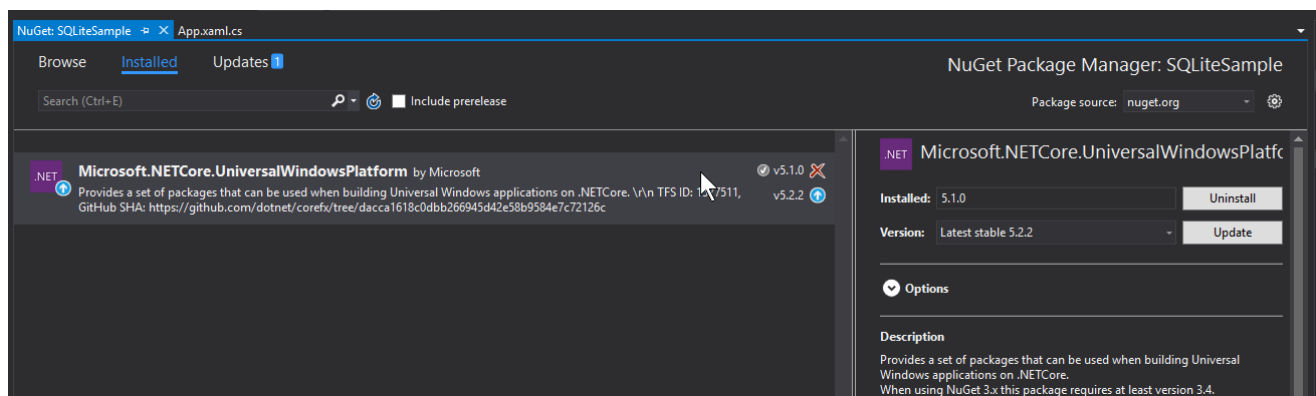 NuGet: SQLiteSample App.xaml.cs
Browse Installed Updates 1
NuGet Package Manager: SQLiteSample
Search (Ctrl+E) Include prerelease
Package source: nuget.org
.NET Microsoft.NETCore.UniversalWindowsPlatform by Microsoft v5.1.0
Provides a set of packages that can be used when building Universal Windows applications on .NETCore. \r\n TFS ID: v5.2.2
GitHub SHA: https://github.com/dotnet/corefx/tree/dacca1618c0dbb266945d42e58b9584e7c72126c
.NET Microsoft.NETCore.UniversalWindowsPlatfc
Installed: 5.1.0 Uninstall
Version: Latest stable 5.2.2 Update
Options
Description
Provides a set of packages that can be used when building Universal
Windows applications on .NETCore.
When using NuGet 3.x this package requires at least version 3.4.